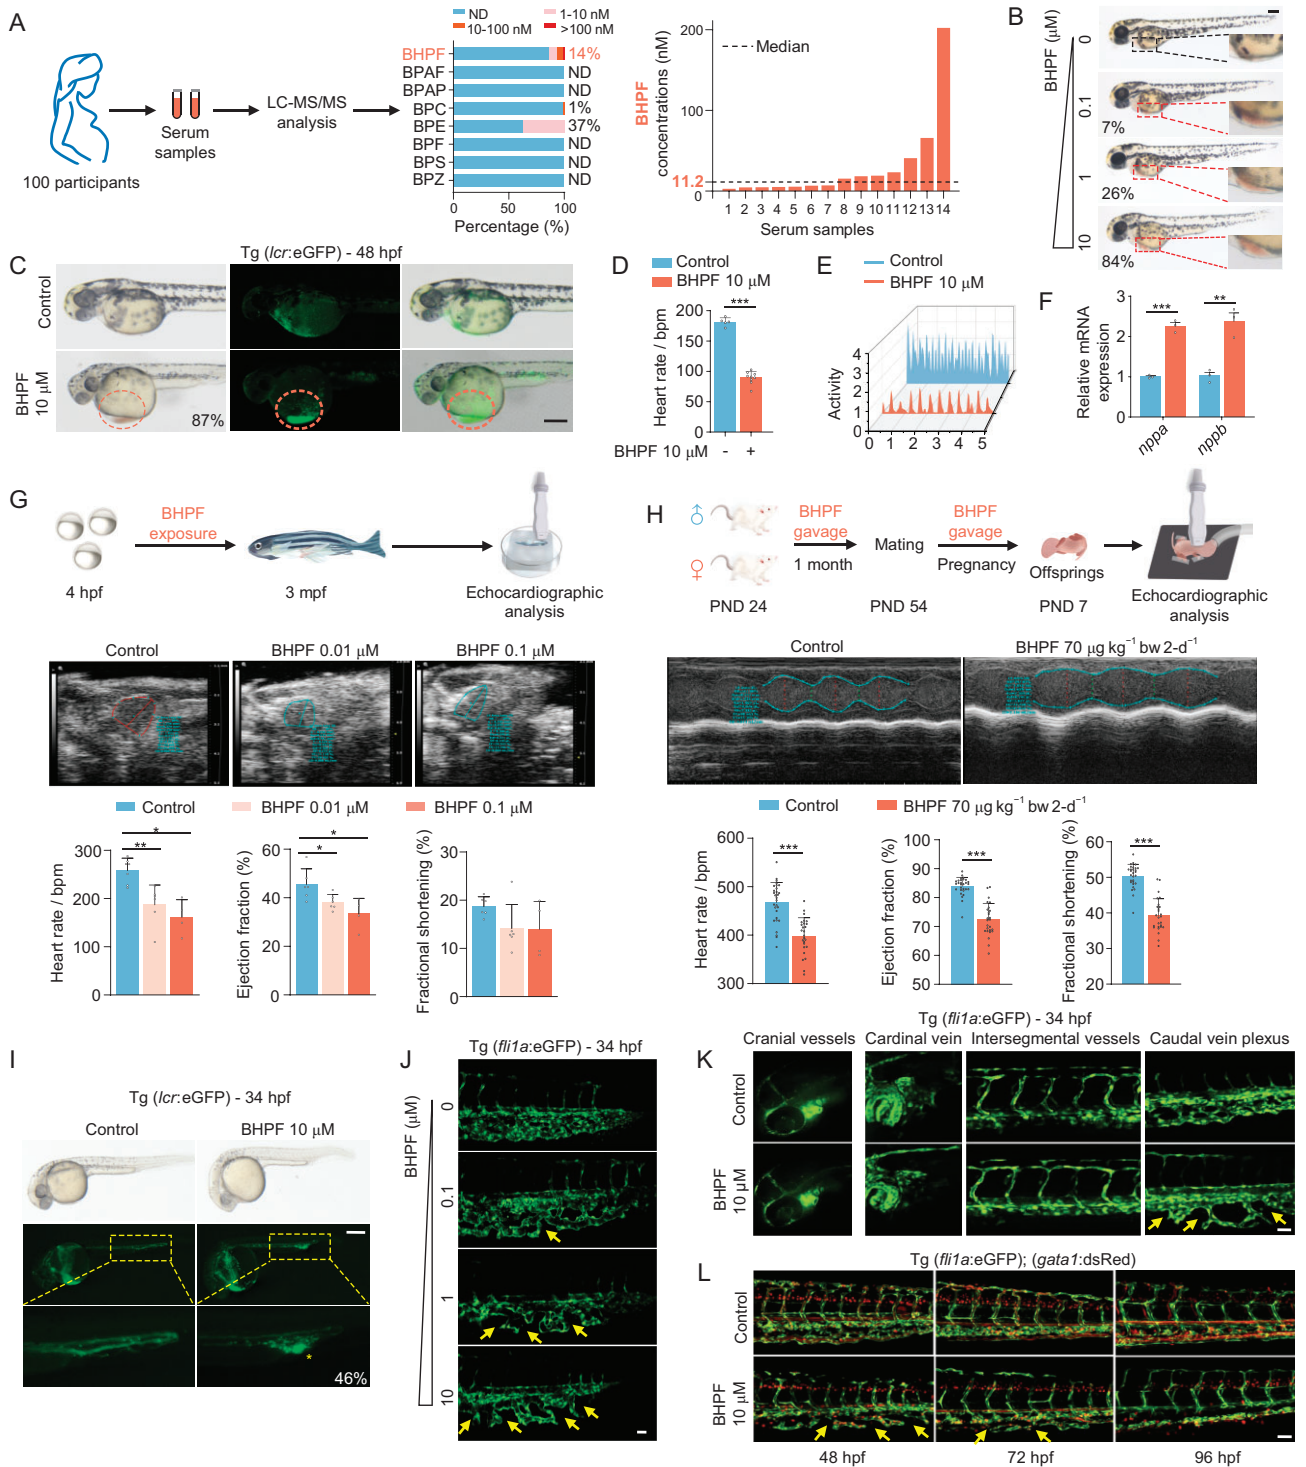 A
100 participants
Serum
samples
LC-MS/MS
analysis
ND
1-10 nM
10-100 nM
>100 nM
BHPF
14%
BPAF
ND
BPAP
ND
BPC
1%
BPE
37%
BPF
ND
BPS
ND
BPZ
ND
0 50 100
Percentage (%)
BHPF
concentrations (nM)
Median
200
100
11.2
0
1 2 3 4 5 6 7 8 9 10 11 12 13 14
Serum samples
B
BHPF (μM)
0
0.1
7%
1
26%
10
84%
C
Tg (lcr:eGFP) - 48 hpf
Control
BHPF
10 μM
87%
D
Control
BHPF 10 μM
Heart rate / bpm
200
150
100
50
0
***
BHPF 10 μM - +
E
Control
BHPF 10 μM
Activity
4
3
2
1
0
0 1 2 3 4 5
F
Relative mRNA
expression
3
2
1
0
*** **
nppa nppb
G
BHPF
exposure
4 hpf
3 mpf
Echocardiographic
analysis
Control
BHPF 0.01 μM
BHPF 0.1 μM
Control
BHPF 0.01 μM
BHPF 0.1 μM
Heart rate / bpm
300
200
100
0
*
**
Ejection fraction (%)
60
40
20
0
*
*
Fractional shortening (%)
30
20
10
0
H
♂
♀
BHPF
gavage
1 month
Mating
BHPF
gavage
Pregnancy
Offsprings
PND 24
PND 54
PND 7
Echocardiographic
analysis
Control
BHPF 70 μg kg⁻¹ bw 2-d⁻¹
Control
BHPF 70 μg kg⁻¹ bw 2-d⁻¹
Heart rate / bpm
600
500
400
300
***
Ejection fraction (%)
100
90
80
70
60
50
***
Fractional shortening (%)
60
50
40
30
20
***
I
Tg (lcr:eGFP) - 34 hpf
Control
BHPF 10 μM
*
46%
J
Tg (fli1a:eGFP) - 34 hpf
BHPF (μM)
0
0.1
1
10
K
Tg (fli1a:eGFP) - 34 hpf
Cranial vessels
Cardinal vein
Intersegmental vessels
Caudal vein plexus
Control
BHPF
10 μM
L
Tg (fli1a:eGFP); (gata1:dsRed)
Control
BHPF
10 μM
48 hpf
72 hpf
96 hpf